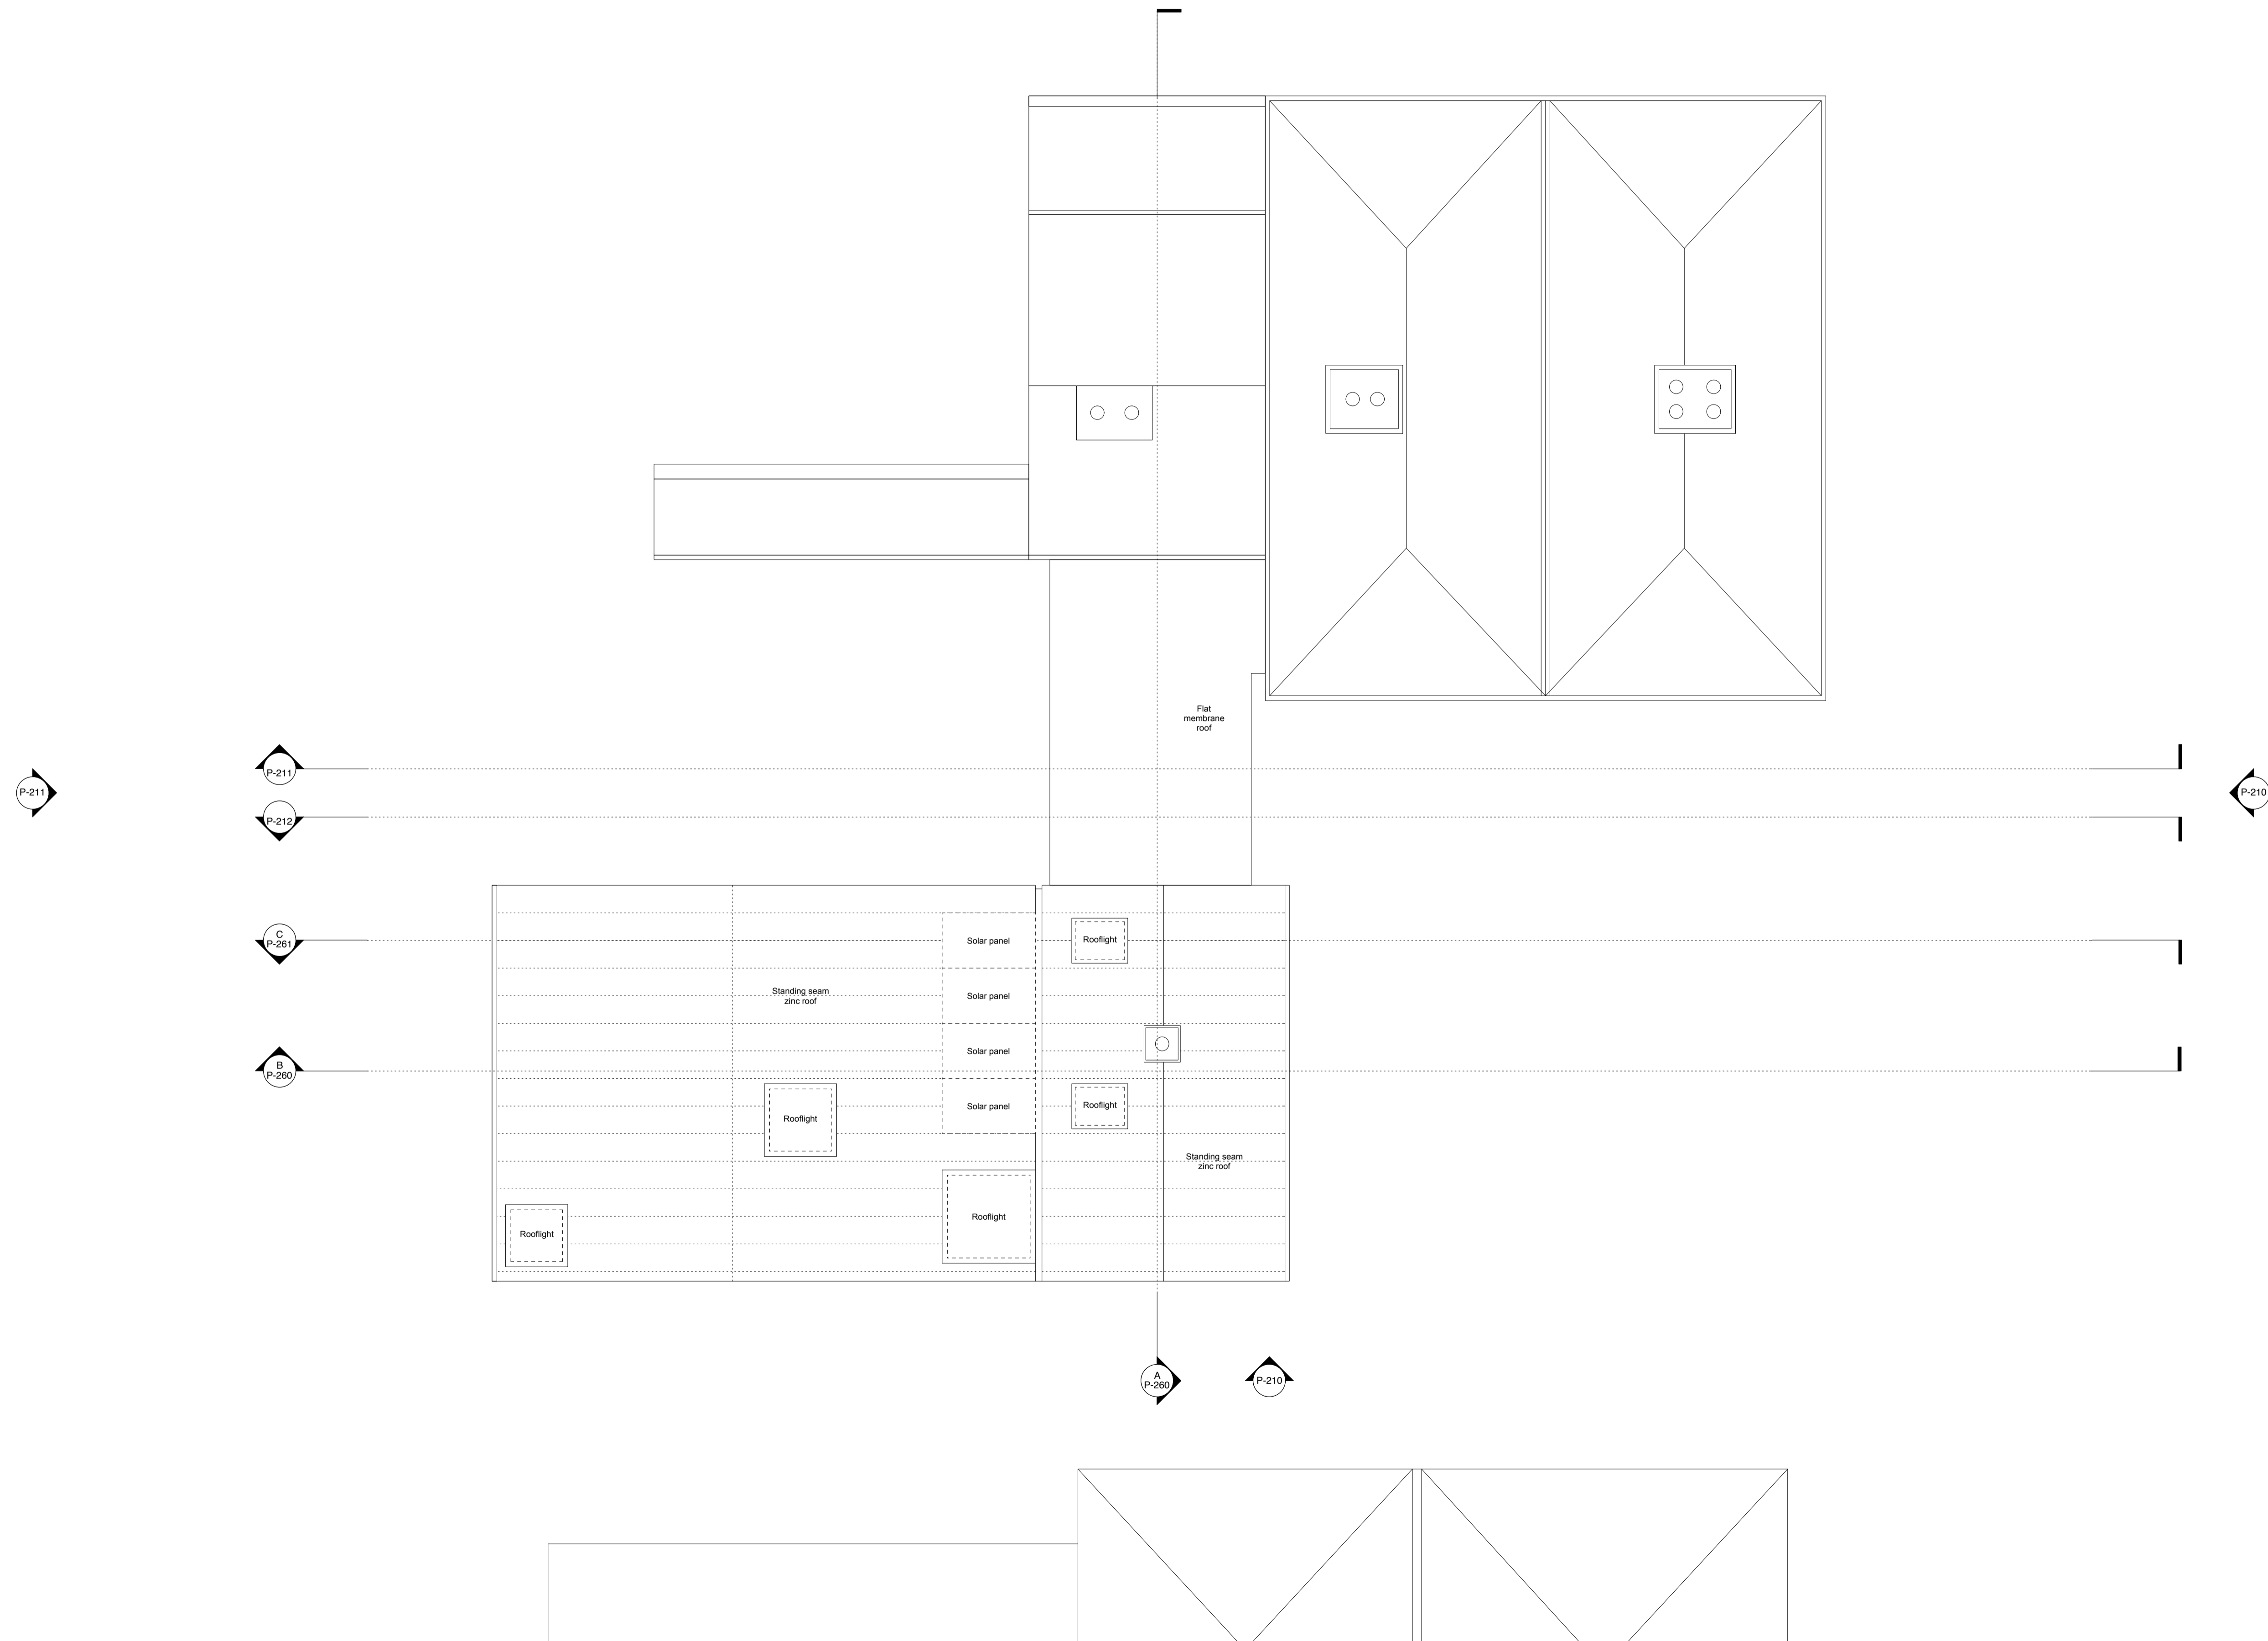 Flat
membrane
roof
P-211
P-211
P-210
P-212
C
P-261
Solar panel
Rooflight
Standing seam
zinc roof
Solar panel
Solar panel
B
P-260
Solar panel
Rooflight
Rooflight
Standing seam
zinc roof
Rooflight
Rooflight
A
P-260
P-210